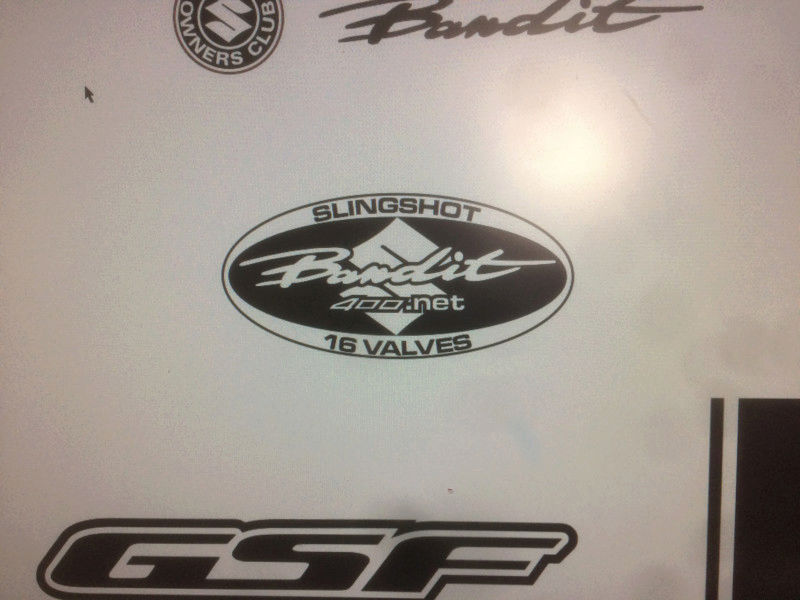 OWNERS CLUB
Bandit
SLINGSHOT
Bandit
400.net
16 VALVES
GSF